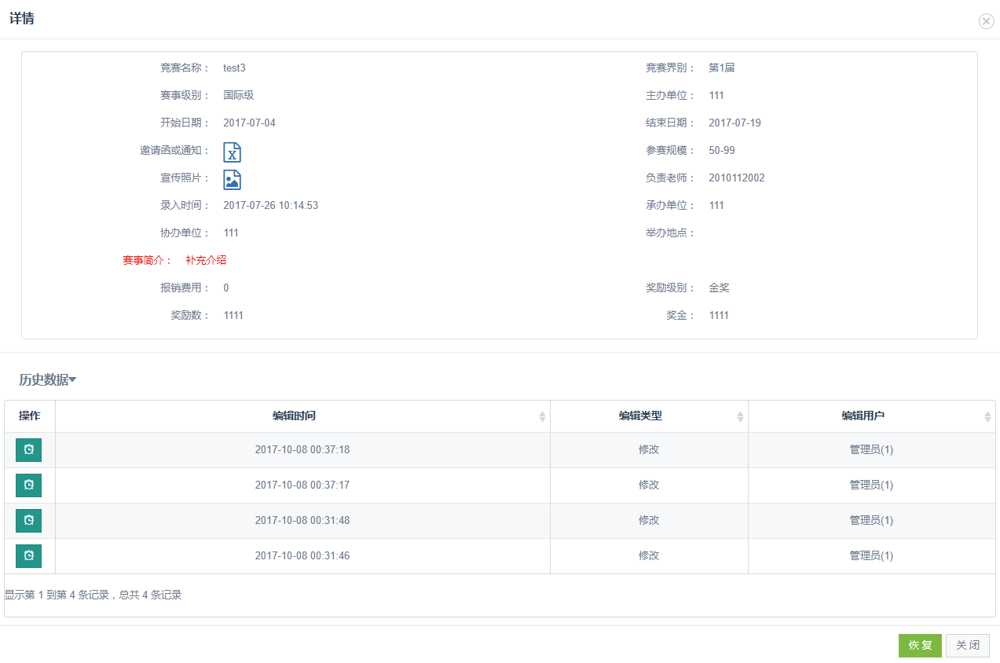 详情
竞赛名称： test3 竞赛界别： 第1届
赛事级别： 国际级 主办单位： 111
开始日期： 2017-07-04 结束日期： 2017-07-19
邀请函或通知： 参赛规模： 50-99
宣传照片： 负责老师： 2010112002
录入时间： 2017-07-26 10:14:53 承办单位： 111
协办单位： 111 举办地点：
赛事简介： 补充介绍
报销费用： 0 奖励级别： 金奖
奖励数： 1111 奖金： 1111
历史数据
操作 编辑时间 编辑类型 编辑用户
2017-10-08 00:37:18 修改 管理员(1)
2017-10-08 00:37:17 修改 管理员(1)
2017-10-08 00:31:48 修改 管理员(1)
2017-10-08 00:31:46 修改 管理员(1)
显示第 1 到第 4 条记录，总共 4 条记录
恢复 关闭